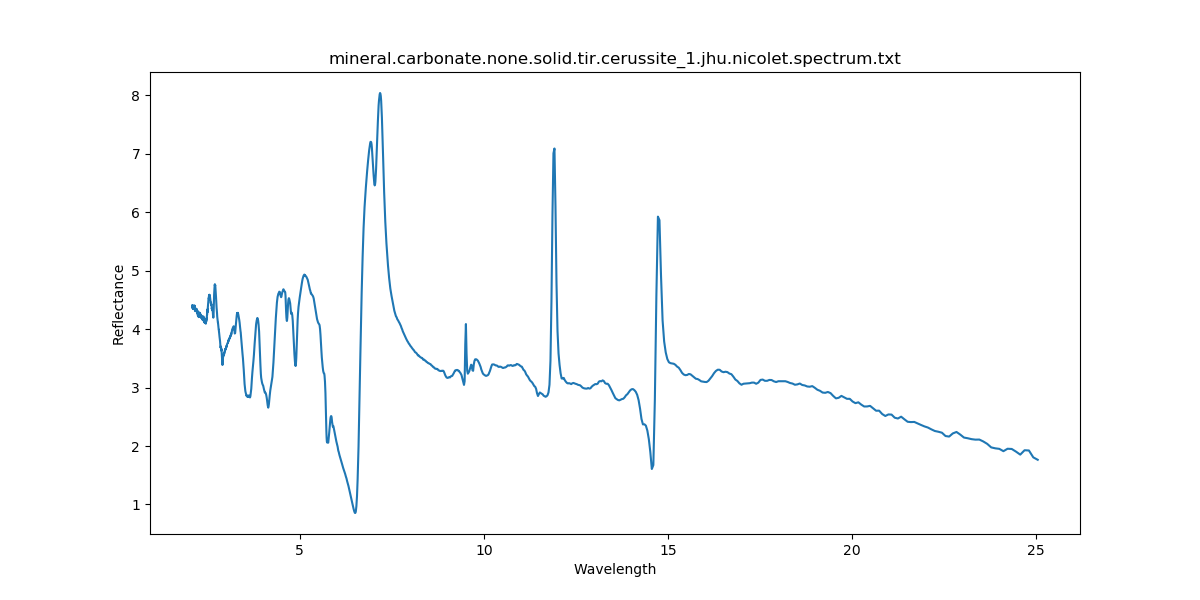 mineral.carbonate.none.solid.tir.cerussite_1.jhu.nicolet.spectrum.txt
8
7
6
5
4
3
2
1
Reflectance
5 10 15 20 25
Wavelength